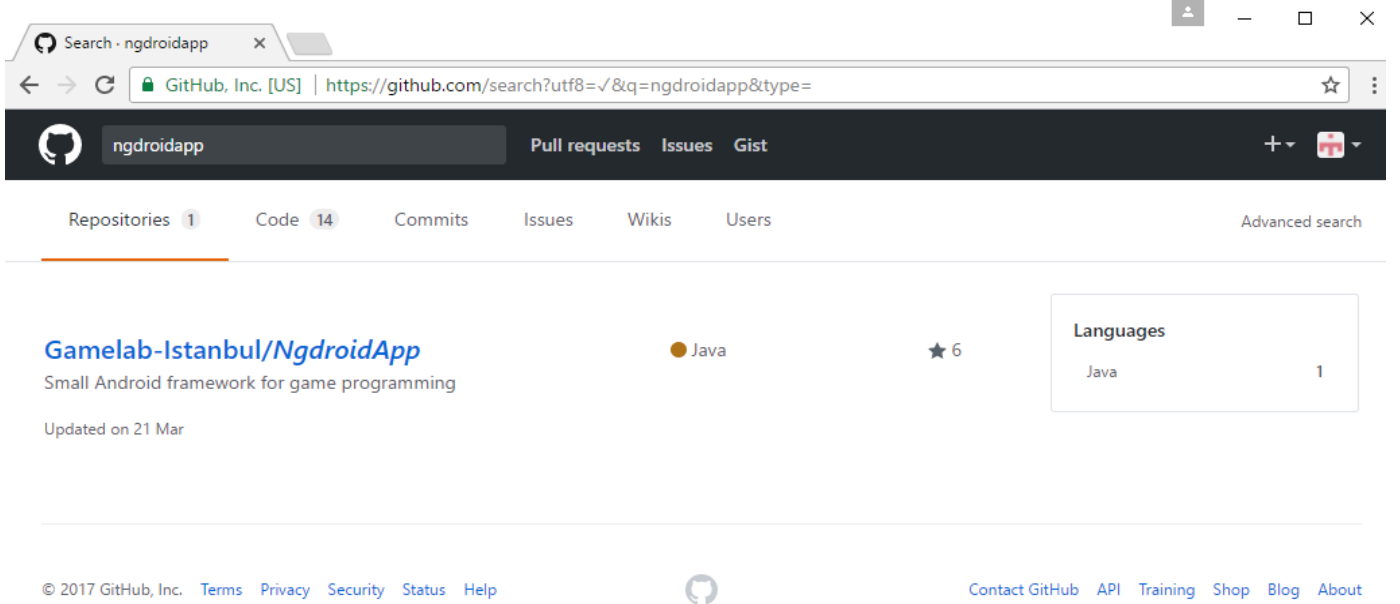 Search · ngdroidapp
GitHub, Inc. [US] https://github.com/search?utf8=✓&q=ngdroidapp&type=
ngdroidapp Pull requests Issues Gist
Repositories 1 Code 14 Commits Issues Wikis Users Advanced search
Languages
Gamelab-Istanbul/NgdroidApp Java 6
Java 1
Small Android framework for game programming
Updated on 21 Mar
© 2017 GitHub, Inc. Terms Privacy Security Status Help Contact GitHub API Training Shop Blog About